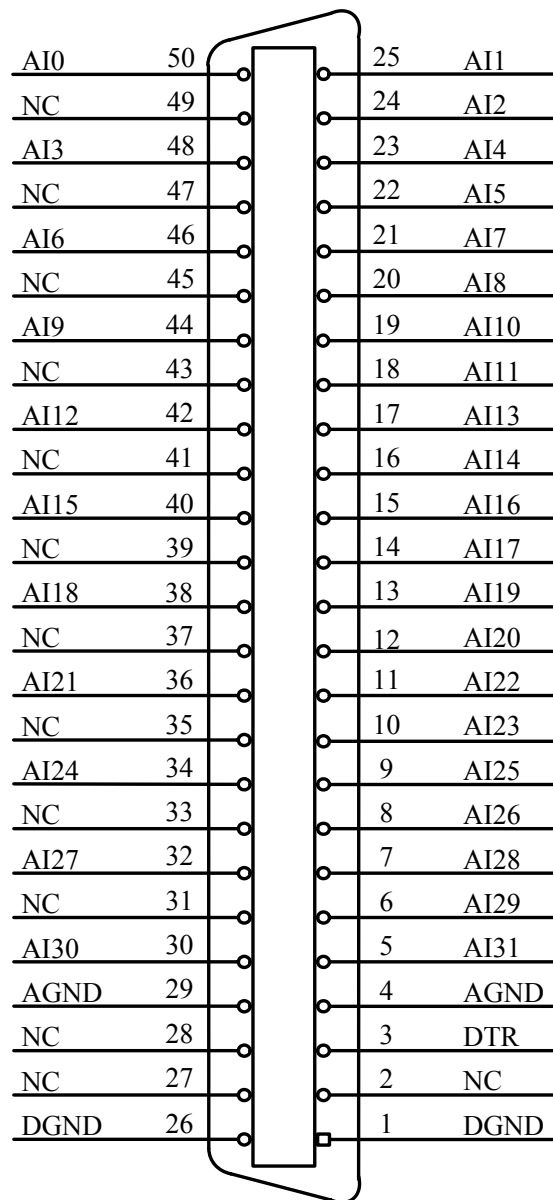 AI0 50 25 AI1
NC 49 24 AI2
AI3 48 23 AI4
NC 47 22 AI5
AI6 46 21 AI7
NC 45 20 AI8
AI9 44 19 AI10
NC 43 18 AI11
AI12 42 17 AI13
NC 41 16 AI14
AI15 40 15 AI16
NC 39 14 AI17
AI18 38 13 AI19
NC 37 12 AI20
AI21 36 11 AI22
NC 35 10 AI23
AI24 34 9 AI25
NC 33 8 AI26
AI27 32 7 AI28
NC 31 6 AI29
AI30 30 5 AI31
AGND 29 4 AGND
NC 28 3 DTR
NC 27 2 NC
DGND 26 1 DGND